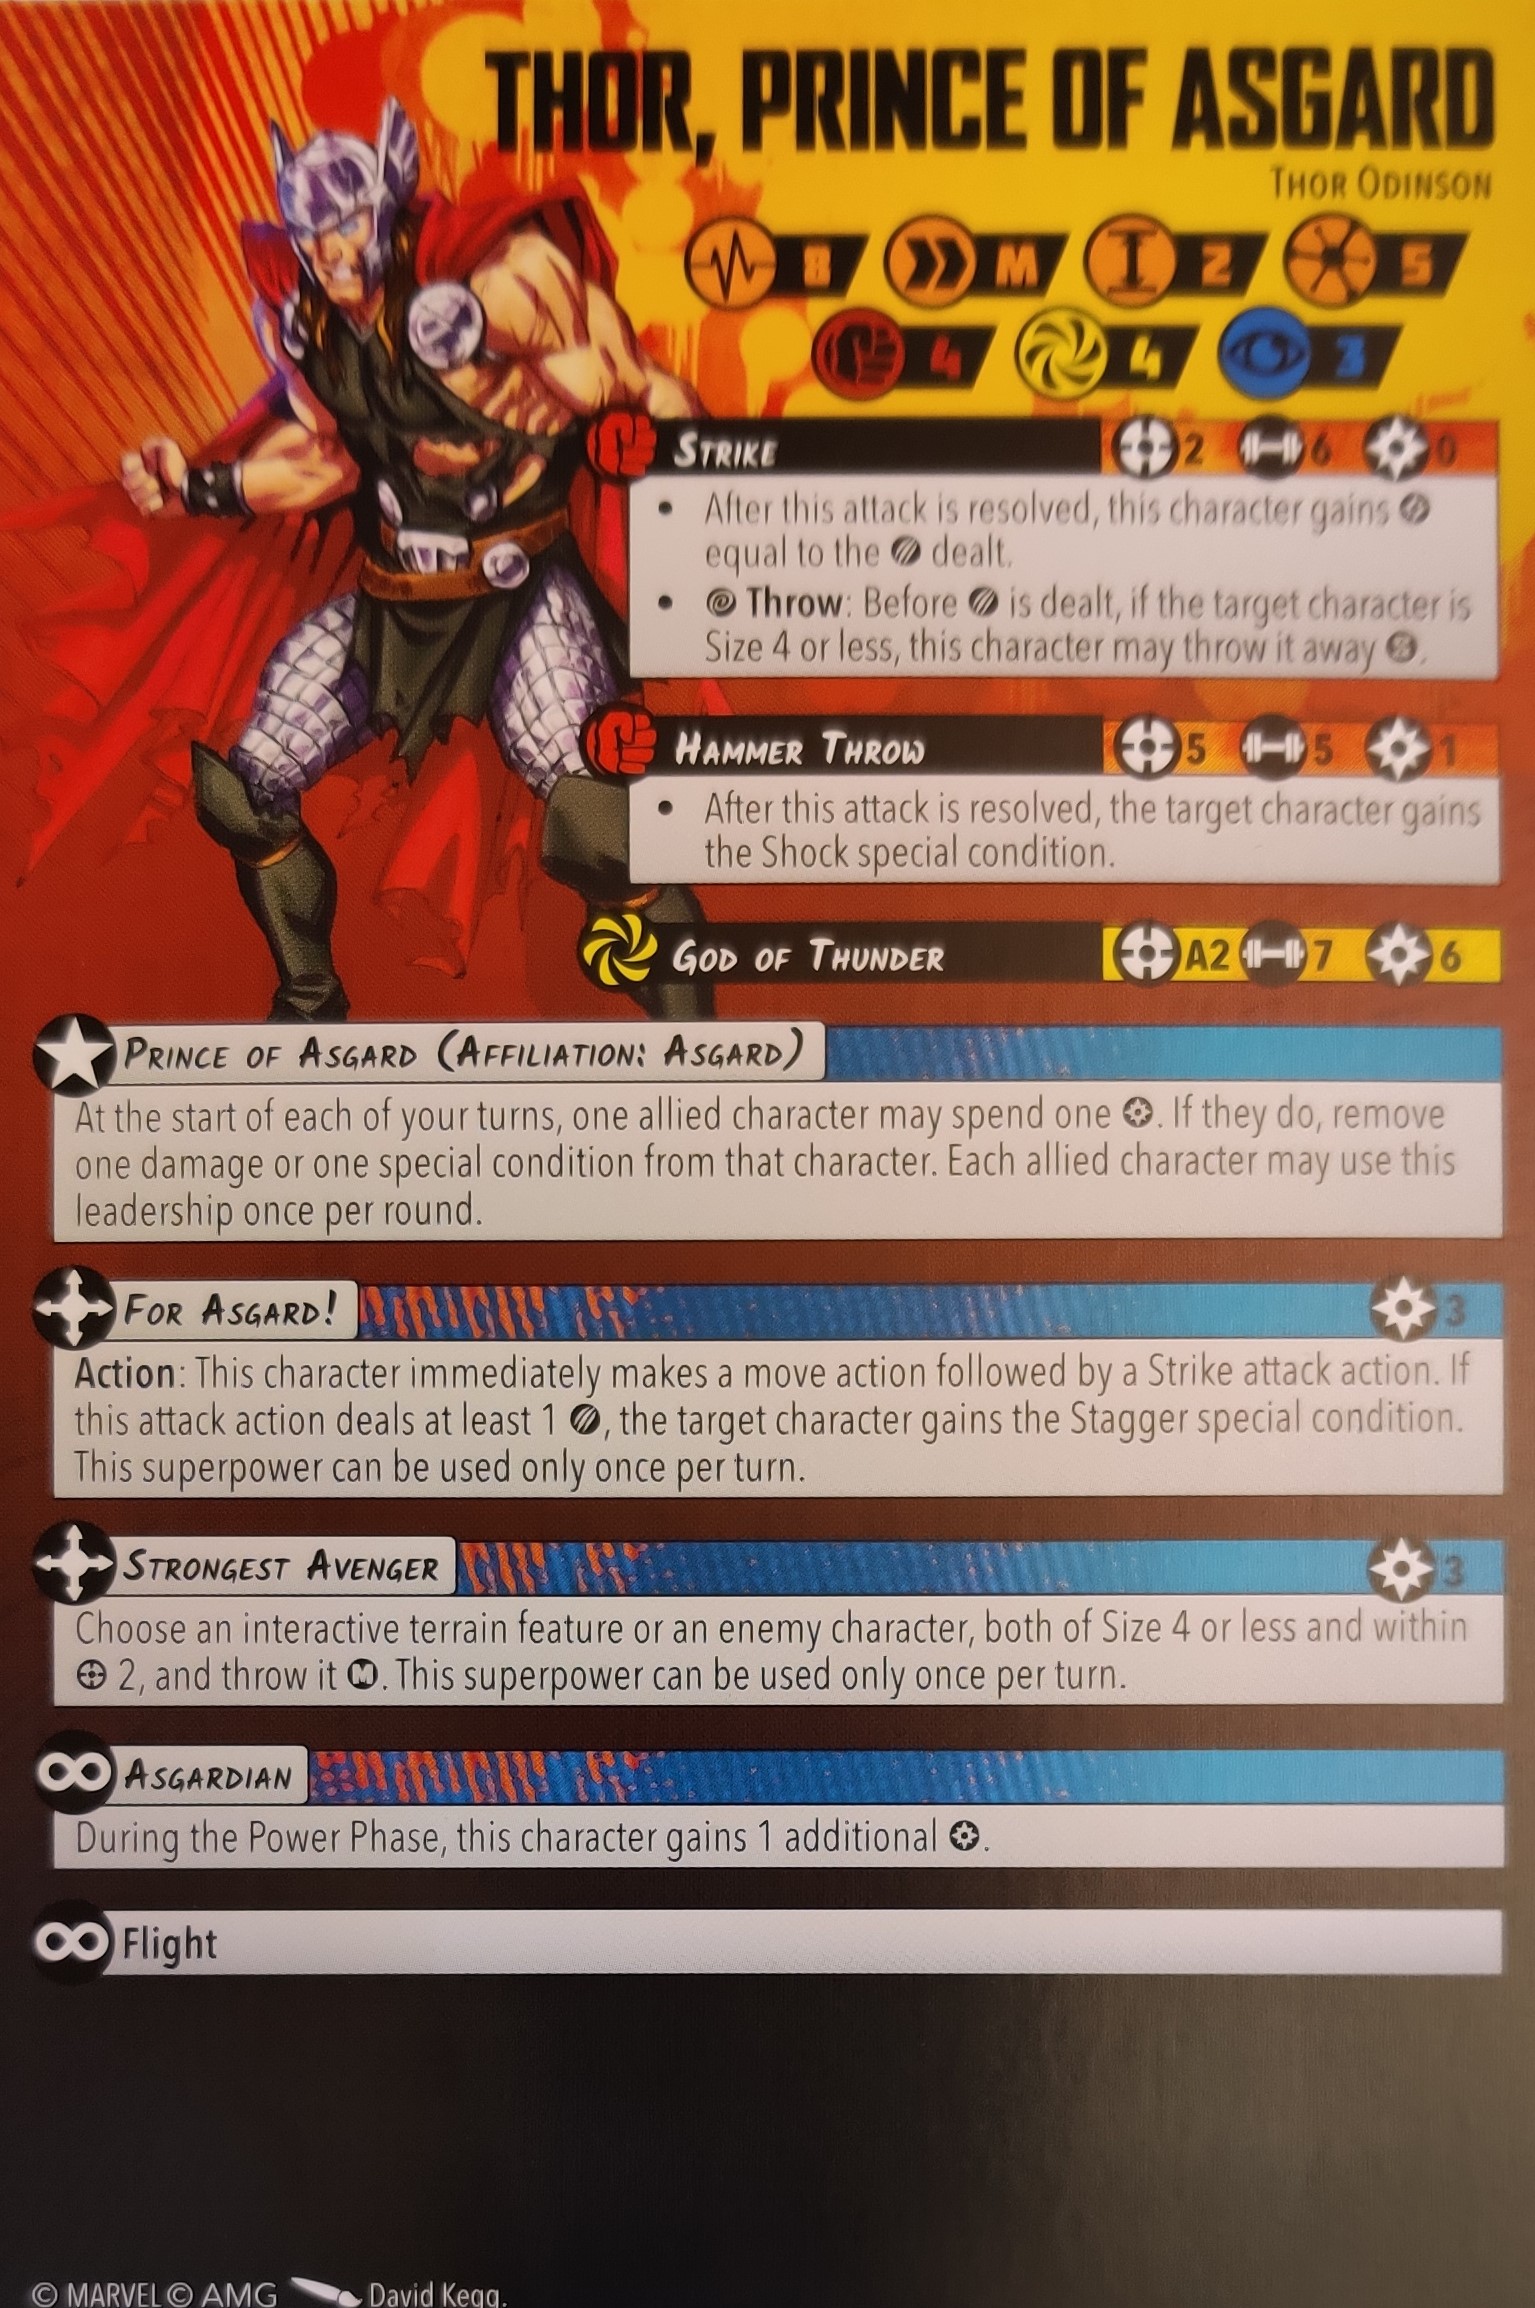 THOR, PRINCE OF ASGARD
THOR ODINSON
8 M 2 5
4 4 3
STRIKE 2 6 0
• After this attack is resolved, this character gains
equal to the dealt.
• Throw: Before is dealt, if the target character is
Size 4 or less, this character may throw it away S.
HAMMER THROW 5 5 1
• After this attack is resolved, the target character gains
the Shock special condition.
GOD OF THUNDER A2 7 6
PRINCE OF ASGARD (AFFILIATION: ASGARD)
At the start of each of your turns, one allied character may spend one . If they do, remove
one damage or one special condition from that character. Each allied character may use this
leadership once per round.
FOR ASGARD! 3
Action: This character immediately makes a move action followed by a Strike attack action. If
this attack action deals at least 1 , the target character gains the Stagger special condition.
This superpower can be used only once per turn.
STRONGEST AVENGER 3
Choose an interactive terrain feature or an enemy character, both of Size 4 or less and within
2, and throw it M. This superpower can be used only once per turn.
ASGARDIAN
During the Power Phase, this character gains 1 additional .
Flight
© MARVEL © AMG David Kegg.